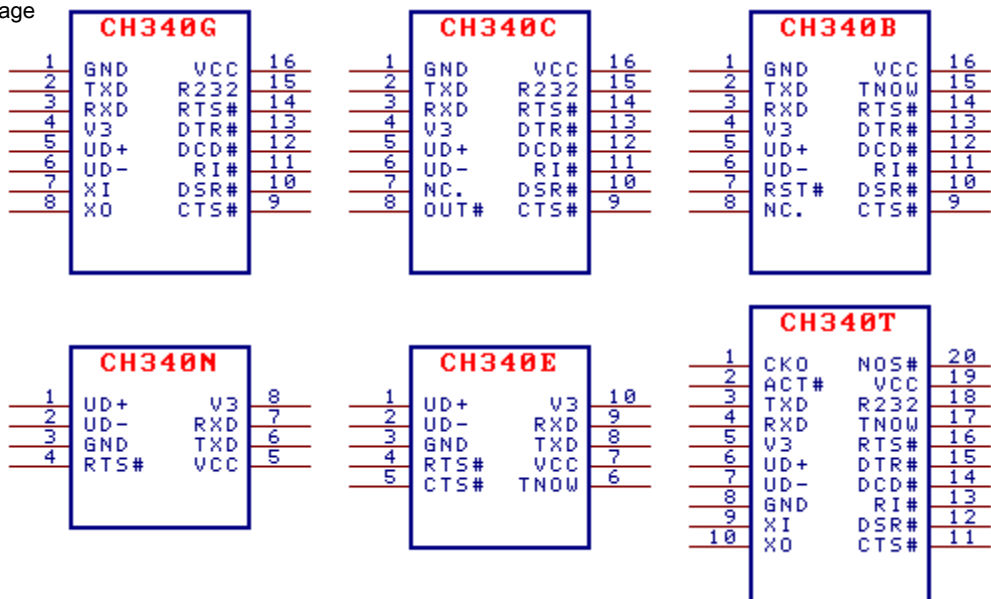 age
CH340G
1 GND VCC 16
2 TXD R232 15
3 RXD RTS# 14
4 V3 DTR# 13
5 UD+ DCD# 12
6 UD- RI# 11
7 XI DSR# 10
8 XO CTS# 9
CH340C
1 GND VCC 16
2 TXD R232 15
3 RXD RTS# 14
4 V3 DTR# 13
5 UD+ DCD# 12
6 UD- RI# 11
7 NC. DSR# 10
8 OUT# CTS# 9
CH340B
1 GND VCC 16
2 TXD TNOW 15
3 RXD RTS# 14
4 V3 DTR# 13
5 UD+ DCD# 12
6 UD- RI# 11
7 RST# DSR# 10
8 NC. CTS# 9
CH340N
1 UD+ V3 8
2 UD- RXD 7
3 GND TXD 6
4 RTS# VCC 5
CH340E
1 UD+ V3 10
2 UD- RXD 9
3 GND TXD 8
4 RTS# VCC 7
5 CTS# TNOW 6
CH340T
1 CKO NOS# 20
2 ACT# VCC 19
3 TXD R232 18
4 RXD TNOW 17
5 V3 RTS# 16
6 UD+ DTR# 15
7 UD- DCD# 14
8 GND RI# 13
9 XI DSR# 12
10 XO CTS# 11